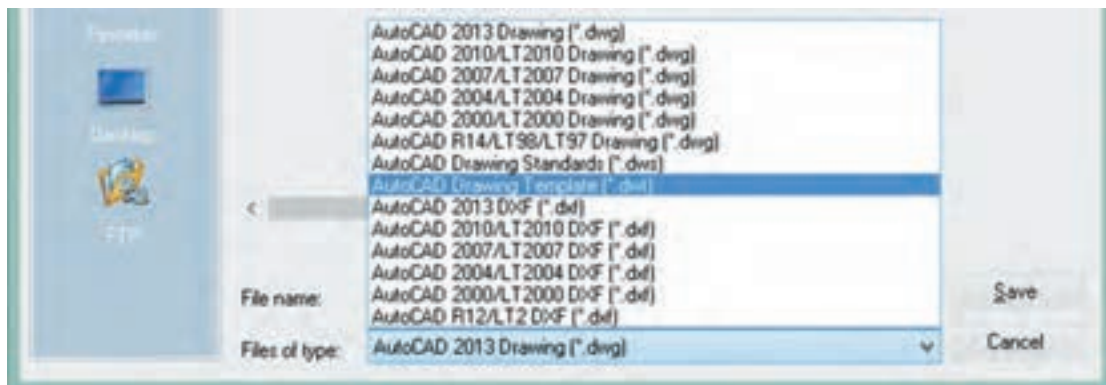 Favorites
AutoCAD 2013 Drawing (*.dwg)
AutoCAD 2010/LT2010 Drawing (*.dwg)
AutoCAD 2007/LT2007 Drawing (*.dwg)
AutoCAD 2004/LT2004 Drawing (*.dwg)
AutoCAD 2000/LT2000 Drawing (*.dwg)
Desktop
AutoCAD R14/LT98/LT97 Drawing (*.dwg)
AutoCAD Drawing Standards (*.dws)
AutoCAD Drawing Template (*.dwt)
<
AutoCAD 2013 DXF (*.dxf)
AutoCAD 2010/LT2010 DXF (*.dxf)
FTP
AutoCAD 2007/LT2007 DXF (*.dxf)
AutoCAD 2004/LT2004 DXF (*.dxf)
File name:
AutoCAD 2000/LT2000 DXF (*.dxf)
AutoCAD R12/LT2 DXF (*.dxf)
Save
Files of type:
AutoCAD 2013 Drawing (*.dwg)
Cancel